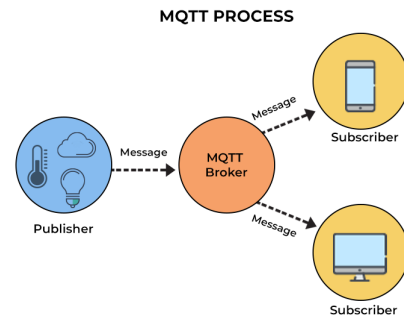 MQTT PROCESS
Message
Subscriber
Message
MQTT
Broker
Publisher
Message
Subscriber